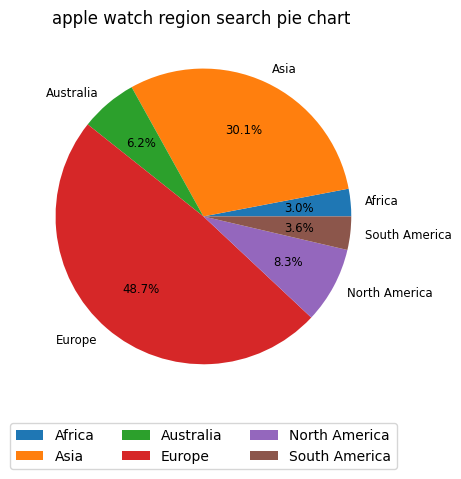 apple watch region search pie chart
Asia
Australia
30.1%
6.2%
Africa
3.0%
3.6%
South America
8.3%
48.7%
North America
Europe
Africa Australia North America
Asia Europe South America